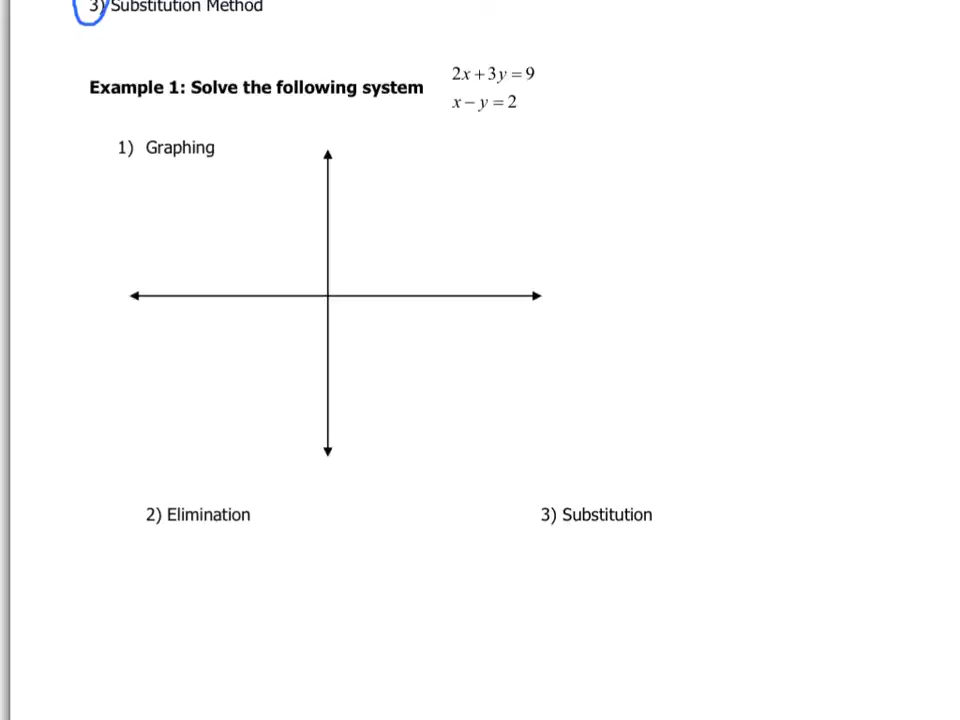 3) Substitution Method
Example 1: Solve the following system
2x + 3y = 9
x − y = 2
1) Graphing
2) Elimination
3) Substitution